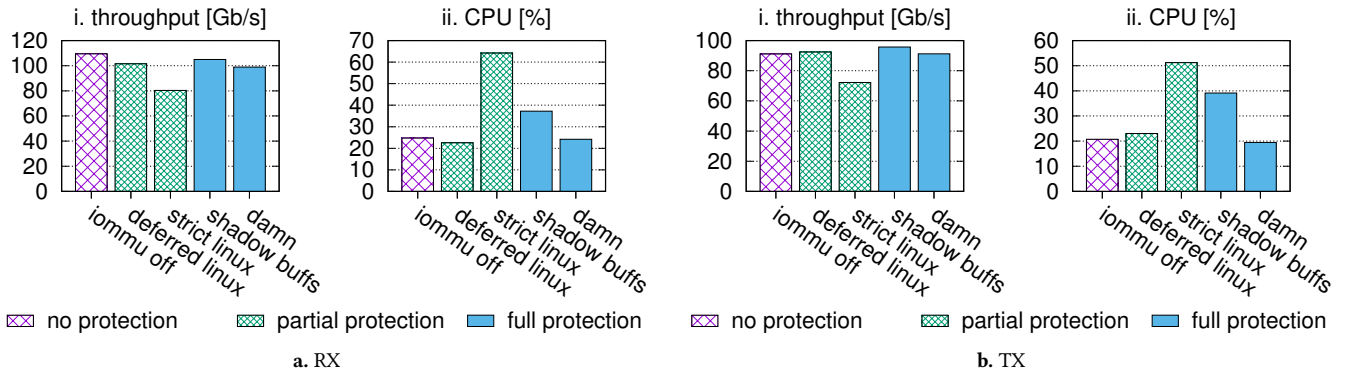 i. throughput [Gb/s]
120
100
80
60
40
20
0
iommu off
deferred linux
strict linux
shadow buffs
damn
ii. CPU [%]
70
60
50
40
30
20
10
0
iommu off
deferred linux
strict linux
shadow buffs
damn
no protection
partial protection
full protection
a. RX
i. throughput [Gb/s]
100
80
60
40
20
0
iommu off
deferred linux
strict linux
shadow buffs
damn
ii. CPU [%]
60
50
40
30
20
10
0
iommu off
deferred linux
strict linux
shadow buffs
damn
no protection
partial protection
full protection
b. TX